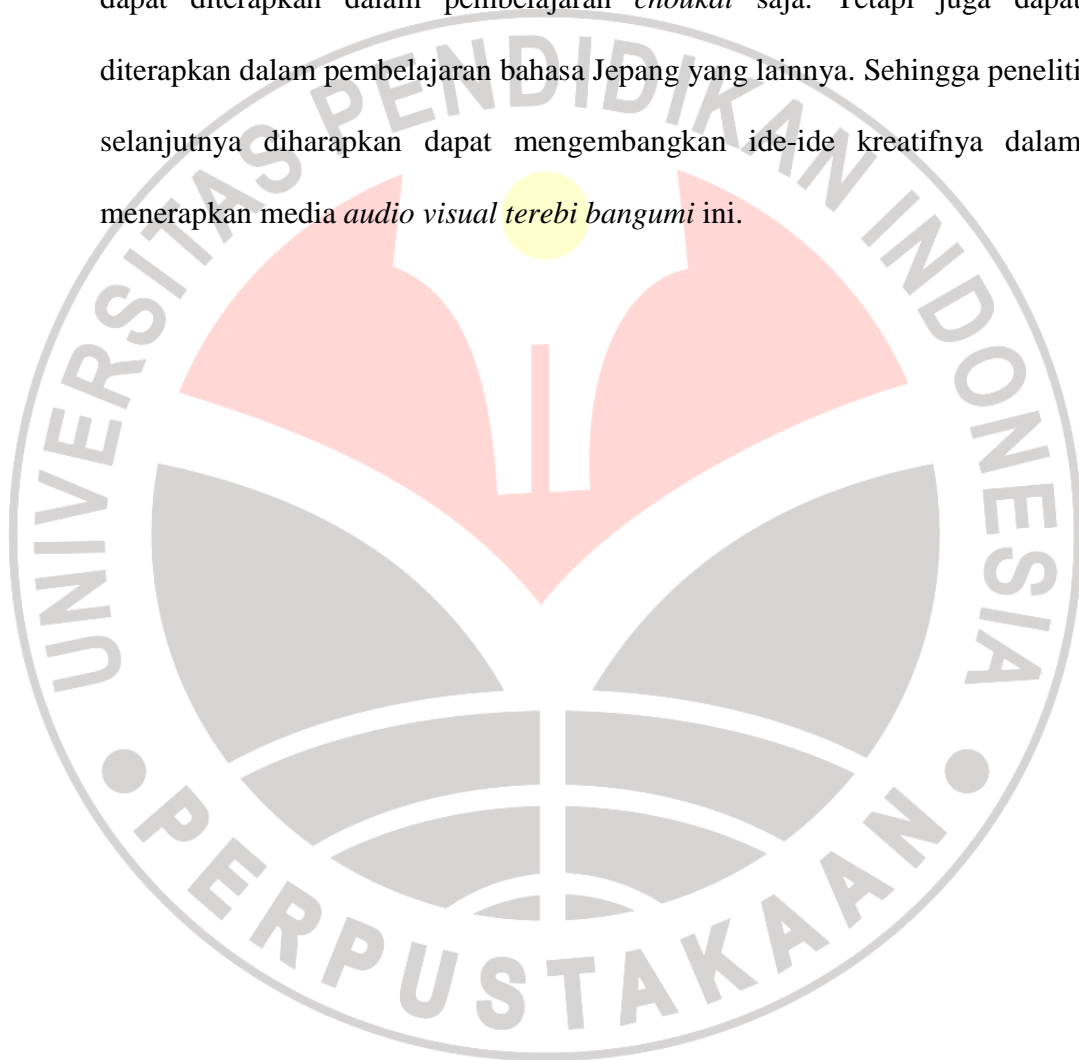 dapat diterapkan dalam pembelajaran choukai saja. Tetapi juga dapat
diterapkan dalam pembelajaran bahasa Jepang yang lainnya. Sehingga peneliti
selanjutnya diharapkan dapat mengembangkan ide-ide kreatifnya dalam
menerapkan media audio visual terebi bangumi ini.
UNIVERSITAS PENDIDIKAN INDONESIA
PERPUSTAKAAN